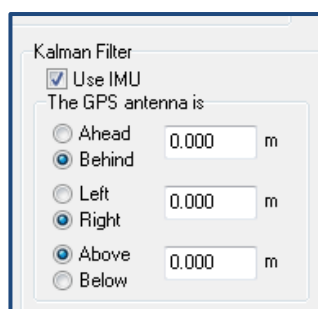 Kalman Filter
Use IMU
The GPS antenna is
Ahead
Behind
0.000 m
Left
Right
0.000 m
Above
Below
0.000 m